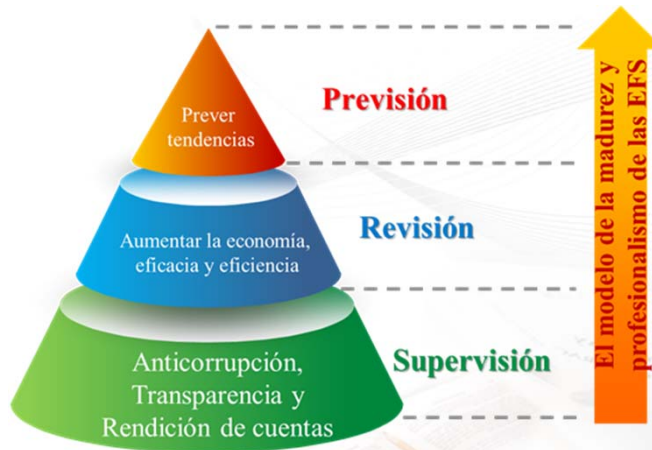 Prever
tendencias
Previsión
Aumentar la economía,
eficacia y eficiencia
Revisión
Anticorrupción,
Transparencia y
Rendición de cuentas
Supervisión
El modelo de la madurez y
profesionalismo de las EFS